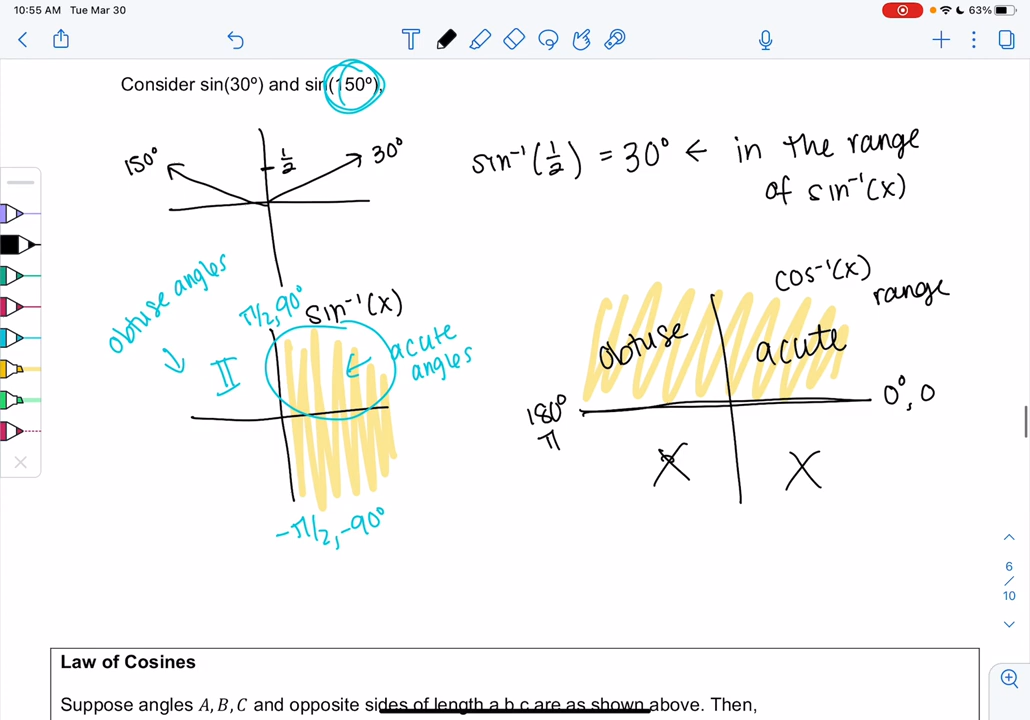 10:55 AM Tue Mar 30
63%
T
Consider sin(30º) and sin(150º),
150°
1/2
30°
sin⁻¹(1/2) = 30° ← in the range
of sin⁻¹(x)
obtuse angles
π/2, 90°
sin⁻¹(x)
II
acute
angles
-π/2, -90°
cos⁻¹(x)
range
obtuse
acute
180°
π
0°, 0
X
X
6
/
10
Law of Cosines
Suppose angles A, B, C and opposite sides of length a,b,c are as shown above. Then,